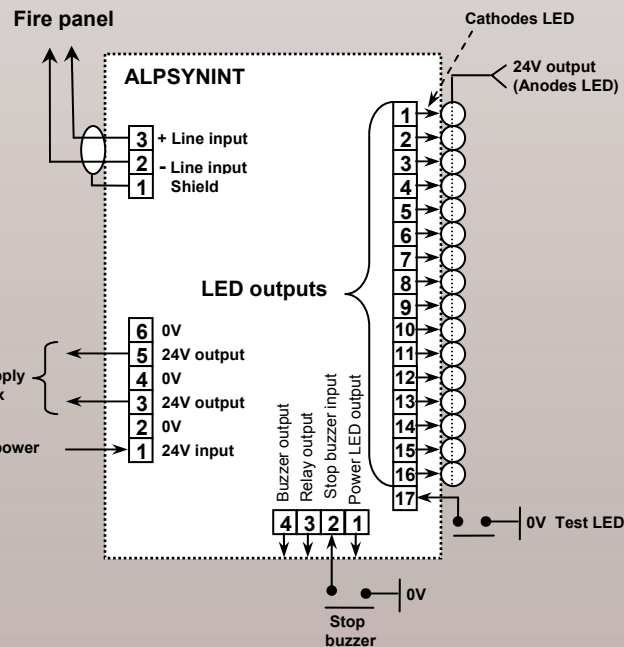 Fire panel
Cathodes LED
24V output
(Anodes LED)
ALPSYNINT
3 + Line input
2 - Line input
1 Shield
LED outputs
1
2
3
4
5
6
7
8
9
10
11
12
13
14
15
16
17
6 0V
5 24V output
4 0V
3 24V output
2 0V
1 24V input
power
Buzzer output
Relay output
Stop buzzer input
Power LED output
4 3 2 1
0V Test LED
0V
Stop
buzzer